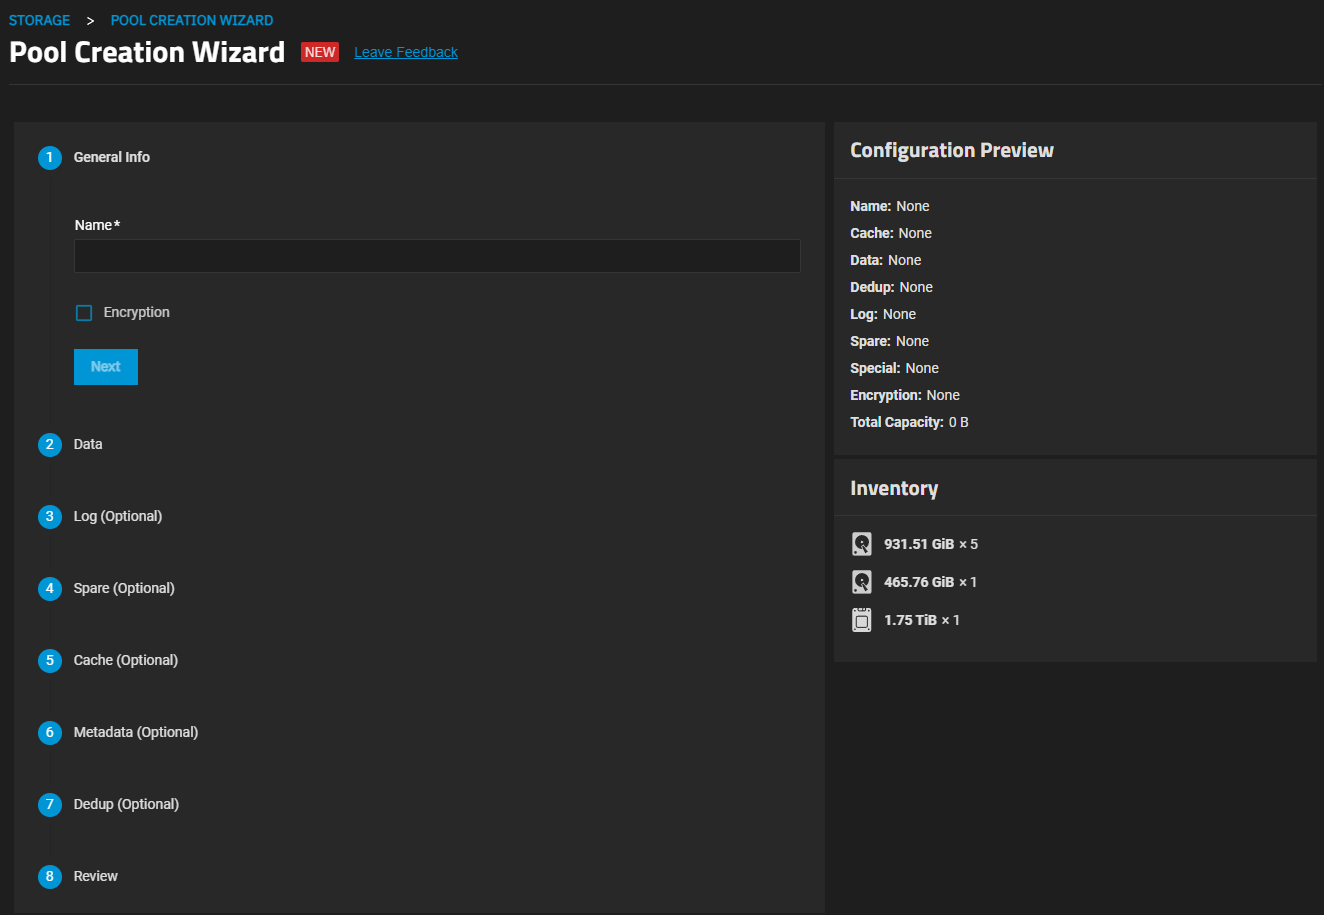 STORAGE > POOL CREATION WIZARD
Pool Creation Wizard NEW Leave Feedback
1 General Info
Name*
Encryption
Next
2 Data
3 Log (Optional)
4 Spare (Optional)
5 Cache (Optional)
6 Metadata (Optional)
7 Dedup (Optional)
8 Review
Configuration Preview
Name: None
Cache: None
Data: None
Dedup: None
Log: None
Spare: None
Special: None
Encryption: None
Total Capacity: 0 B
Inventory
931.51 GiB × 5
465.76 GiB × 1
1.75 TiB × 1